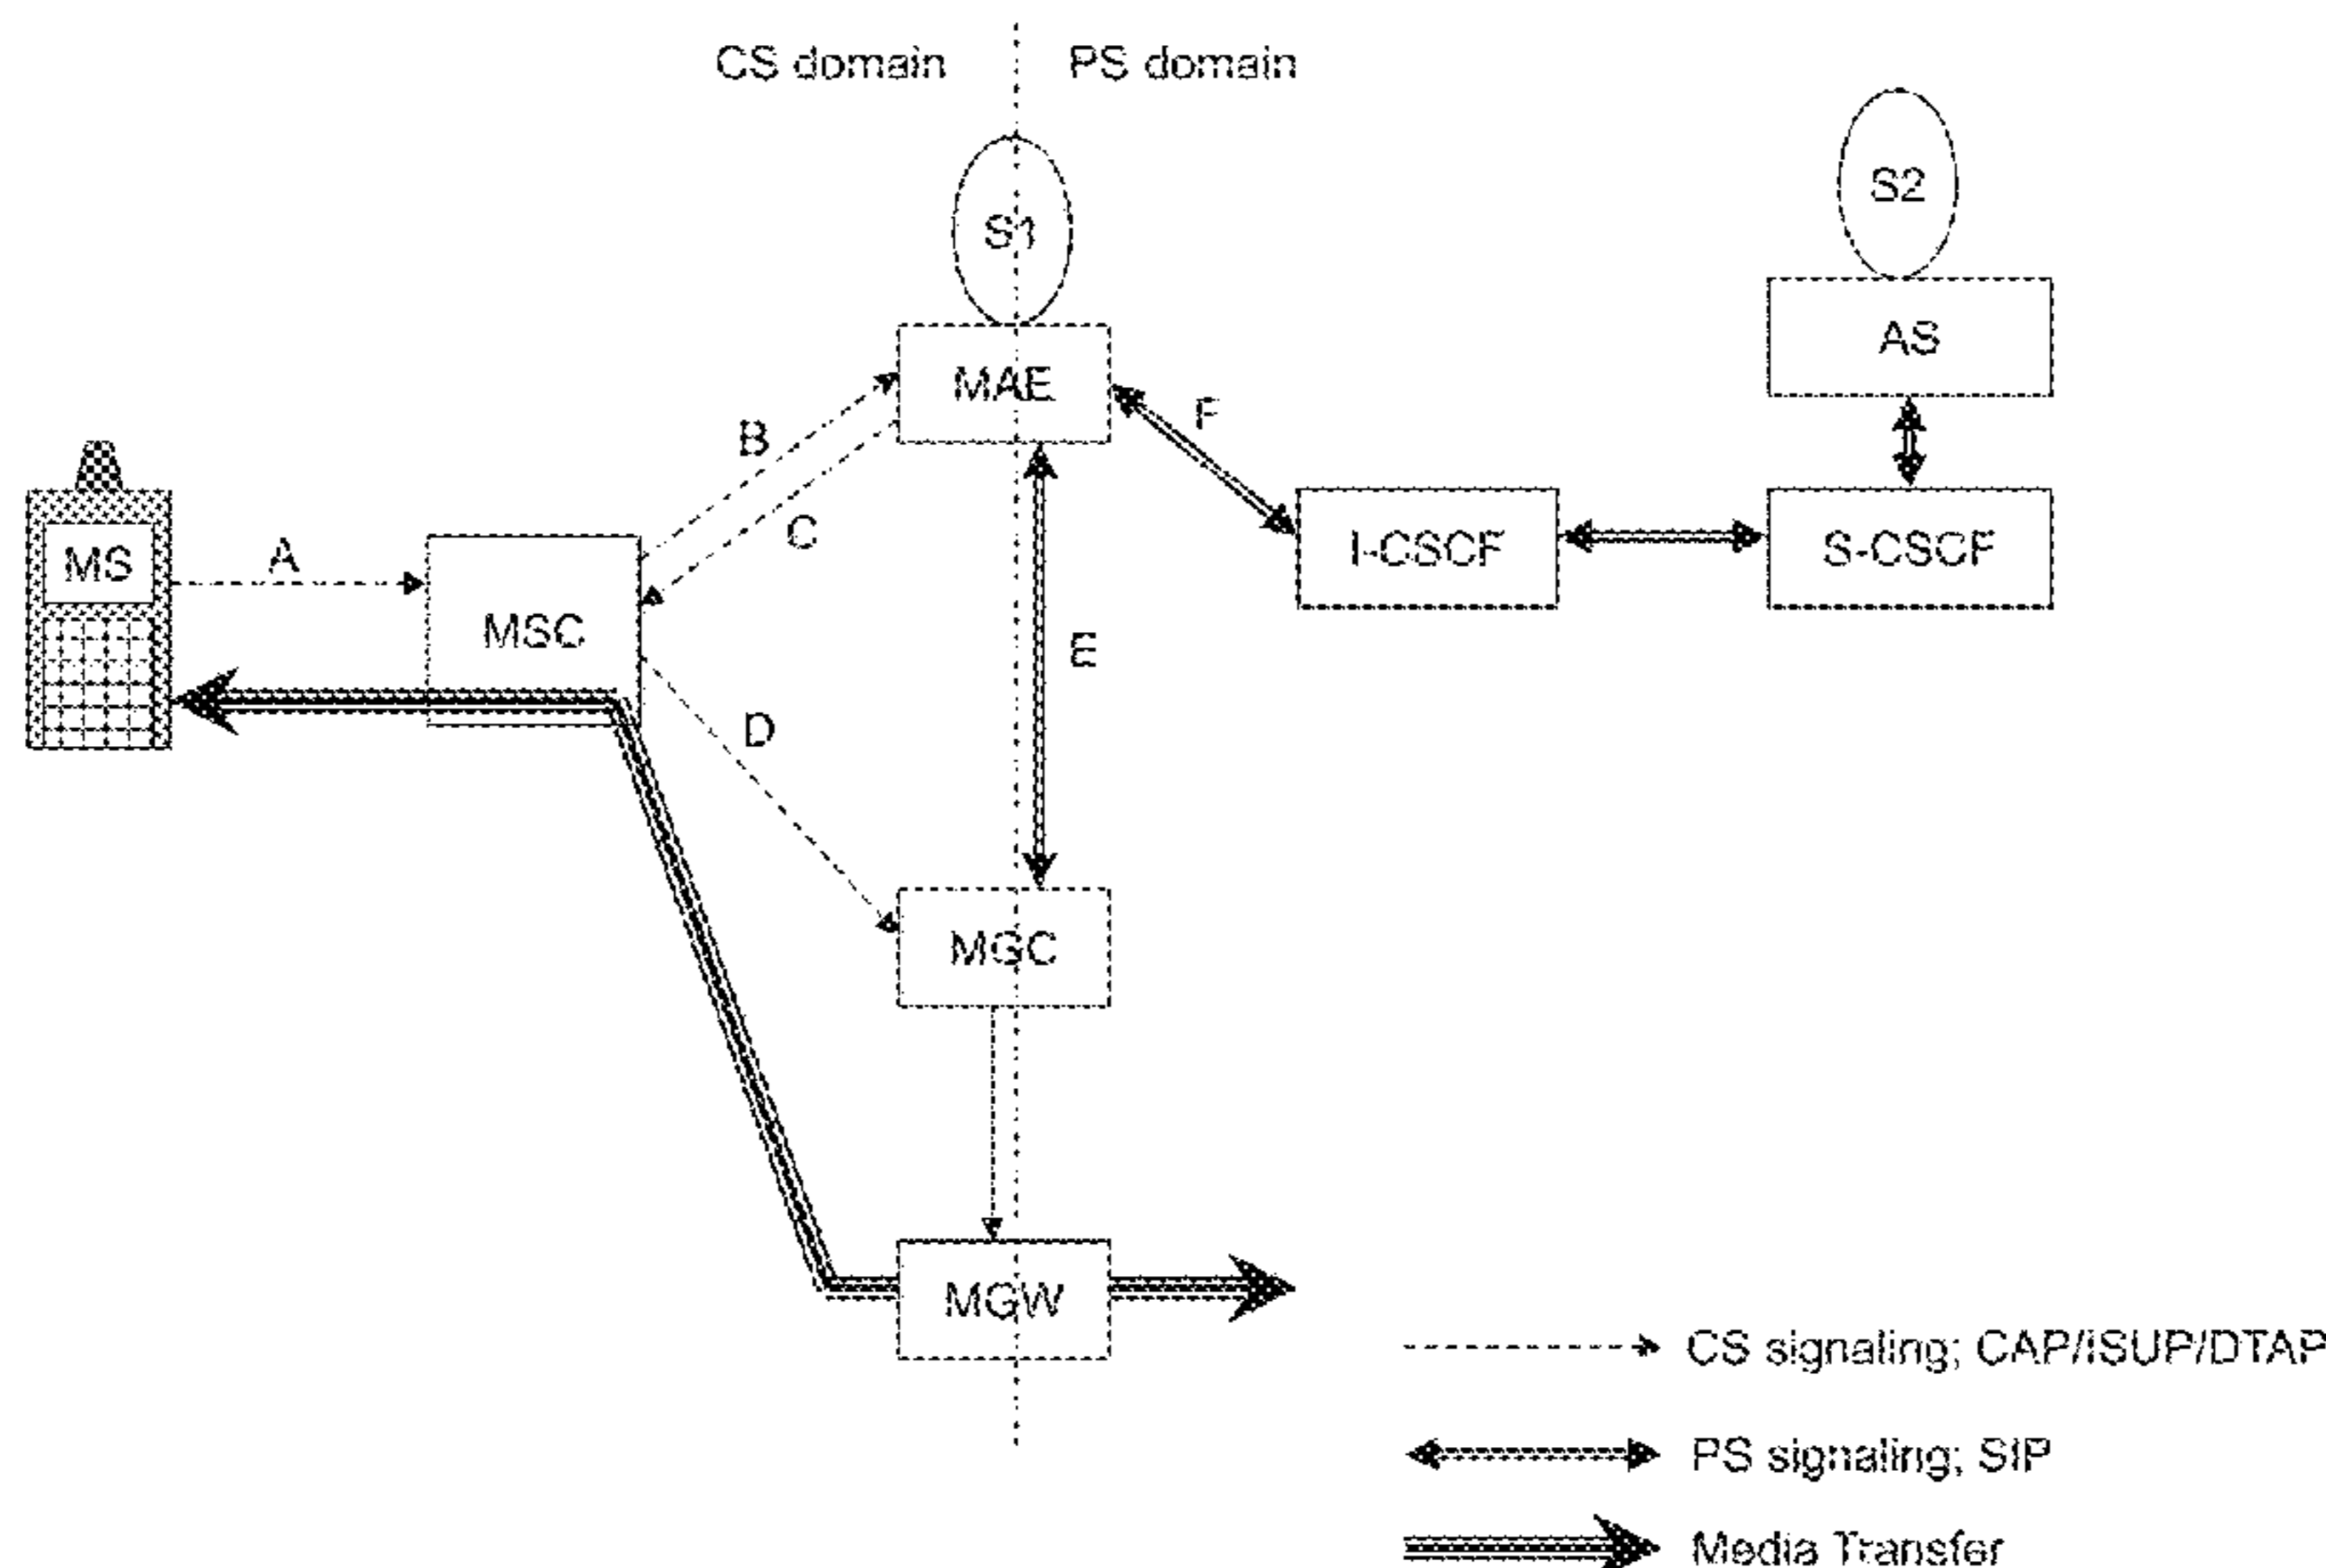 CS domain
PS domain
S1
S2
AS
MAE
B
F
MS
A
C
I-CSCF
S-CSCF
MSC
E
D
MGC
MGW
CS signaling; CAP/ISUP/DTAP
PS signaling; SIP
Media Transfer